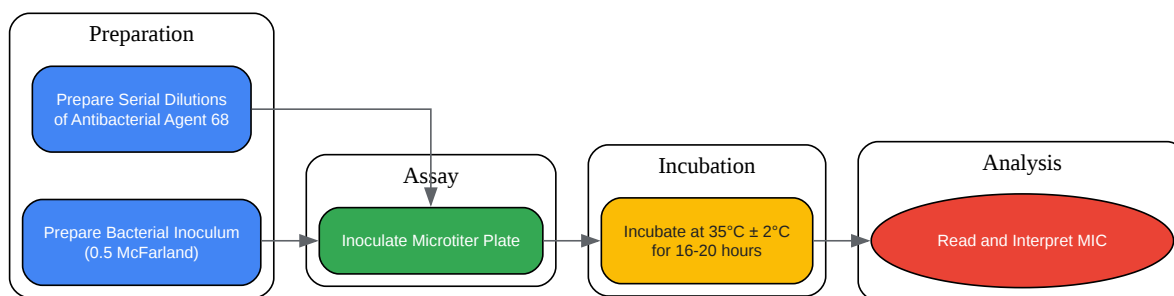 Preparation
Prepare Serial Dilutions
of Antibacterial Agent 68
Prepare Bacterial Inoculum
(0.5 McFarland)
Assay
Inoculate Microtiter Plate
Incubation
Incubate at 35°C ± 2°C
for 16-20 hours
Analysis
Read and Interpret MIC